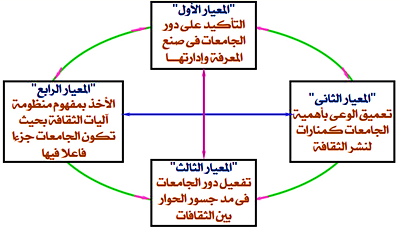 "المعيار الأول"
التأكيد على دور
الجامعات فى صنع
المعرفة وإدارتهـــا
"المعيار الثانى"
تعميق الوعى بأهمية
الجامعات كمنارات
لنشر الثقافة
"المعيار الثالث"
تفعيل دور الجامعات
فى مد جسور الحوار
بين الثقافات
"المعيار الرابع"
الأخذ بمفهوم منظومة
آليات الثقافة بحيث
تكون الجامعات جزءا
فاعلا فيها